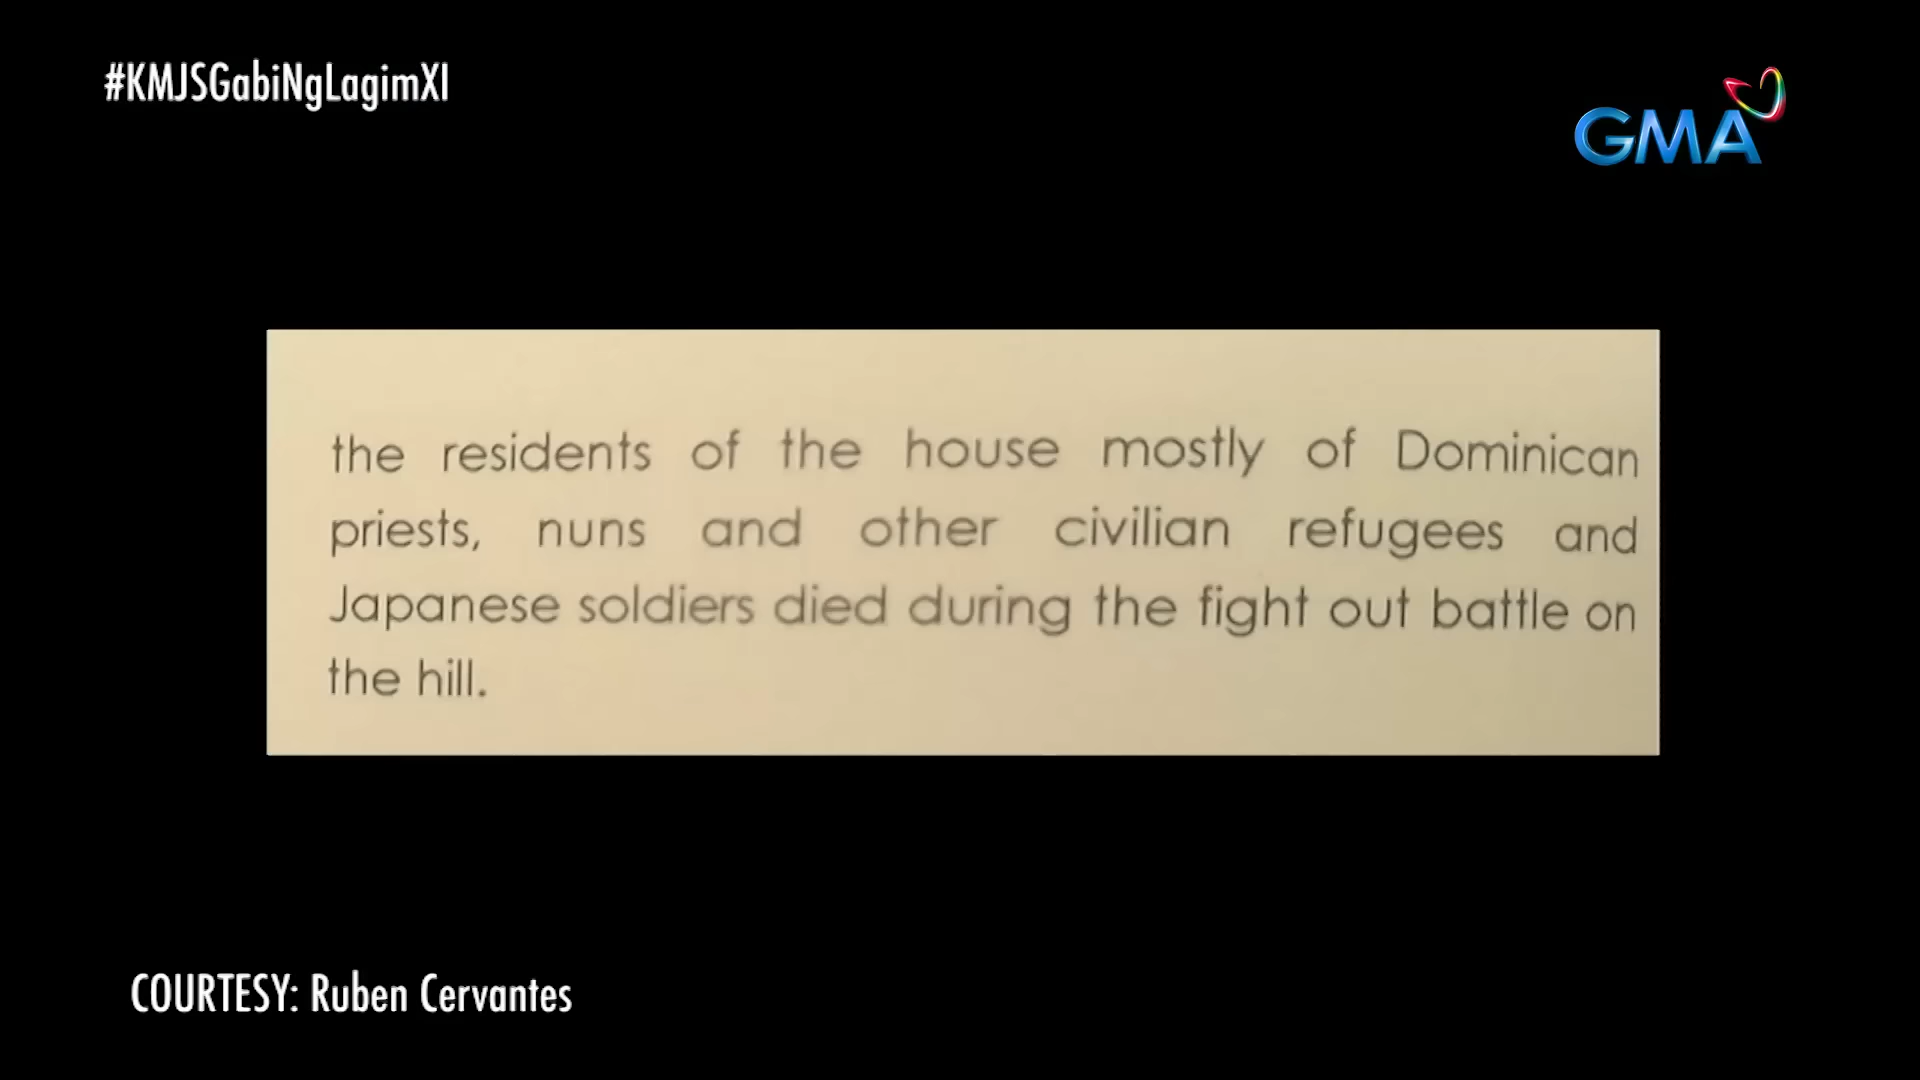 #KMJSGabiNgLagimXI
GMA
the residents of the house mostly of Dominican
priests, nuns and other civilian refugees and
Japanese soldiers died during the fight out battle on
the hill.
COURTESY: Ruben Cervantes